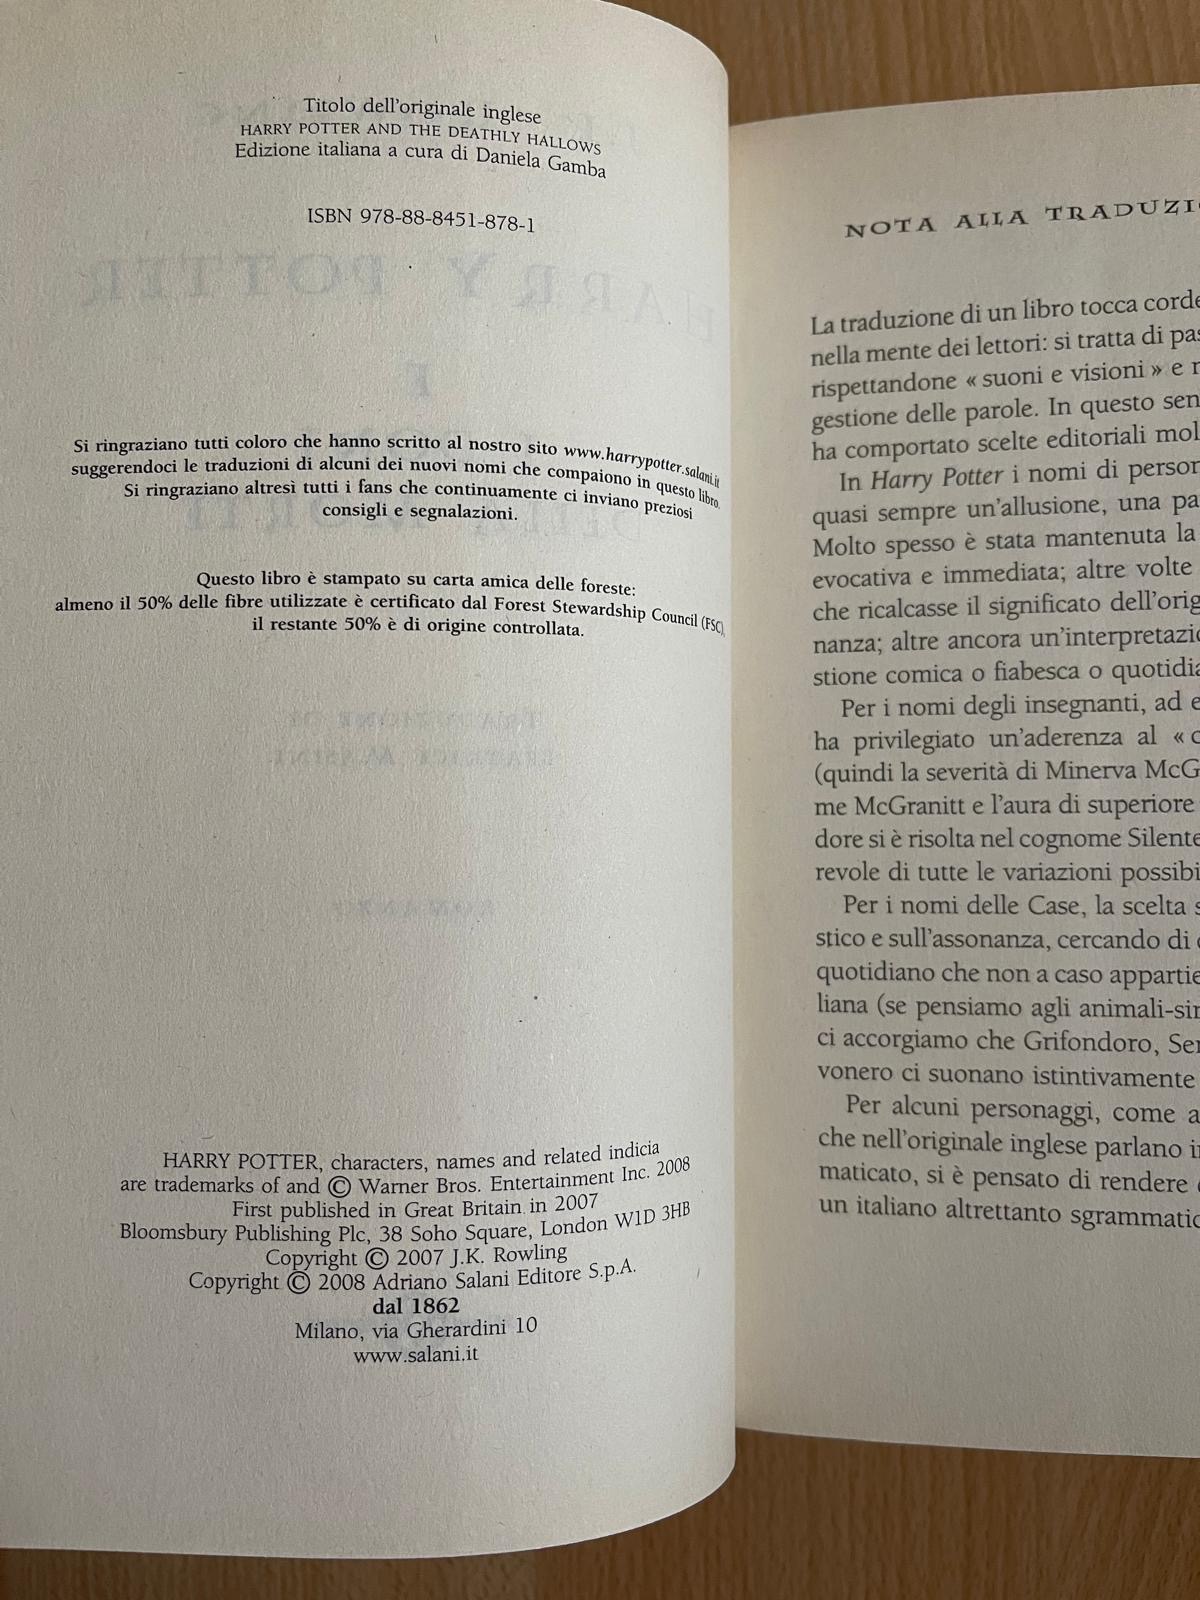 Titolo dell'originale inglese
HARRY POTTER AND THE DEATHLY HALLOWS
Edizione italiana a cura di Daniela Gamba
ISBN 978-88-8451-878-1
Si ringraziano tutti coloro che hanno scritto al nostro sito www.harrypotter.salani.it
suggerendoci le traduzioni di alcuni dei nuovi nomi che compaiono in questo libro.
Si ringraziano altresì tutti i fans che continuamente ci inviano preziosi
consigli e segnalazioni.
Questo libro è stampato su carta amica delle foreste:
almeno il 50% delle fibre utilizzate è certificato dal Forest Stewardship Council (FSC),
il restante 50% è di origine controllata.
HARRY POTTER, characters, names and related indicia
are trademarks of and © Warner Bros. Entertainment Inc. 2008
First published in Great Britain in 2007
Bloomsbury Publishing Plc, 38 Soho Square, London W1D 3HB
Copyright © 2007 J.K. Rowling
Copyright © 2008 Adriano Salani Editore S.p.A.
dal 1862
Milano, via Gherardini 10
www.salani.it
NOTA ALLA TRADUZI
La traduzione di un libro tocca corde
nella mente dei lettori: si tratta di pas
rispettandone « suoni e visioni » e
gestione delle parole. In questo sen
ha comportato scelte editoriali mol
In Harry Potter i nomi di person
quasi sempre un'allusione, una pa
Molto spesso è stata mantenuta la
evocativa e immediata; altre volte
che ricalcasse il significato dell'orig
nanza; altre ancora un'interpretazio
stione comica o fiabesca o quotidia
Per i nomi degli insegnanti, ad e
ha privilegiato un'aderenza al « c
(quindi la severità di Minerva McG
me McGranitt e l'aura di superiore
dore si è risolta nel cognome Silente
revole di tutte le variazioni possibi
Per i nomi delle Case, la scelta s
stico e sull'assonanza, cercando di
quotidiano che non a caso appartie
liana (se pensiamo agli animali-sim
ci accorgiamo che Grifondoro, Ser
vonero ci suonano istintivamente
Per alcuni personaggi, come a
che nell'originale inglese parlano in
maticato, si è pensato di rendere
un italiano altrettanto sgrammatic